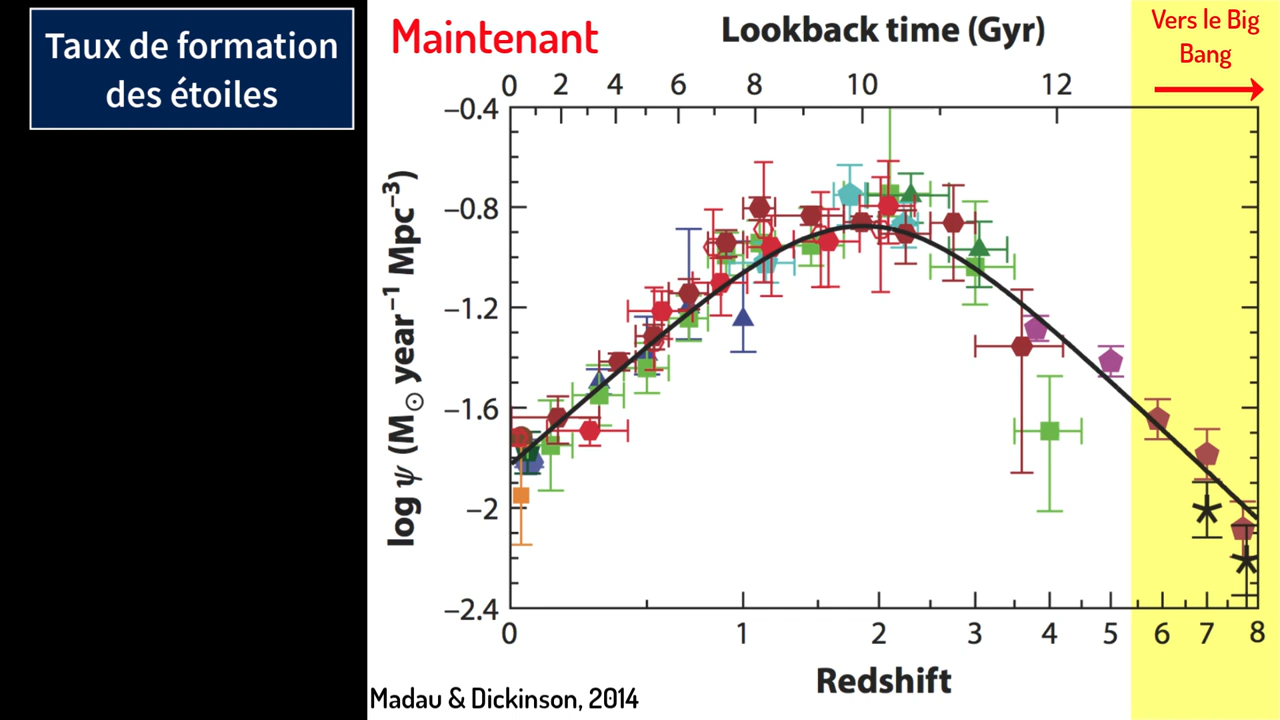 Taux de formation
des étoiles
Maintenant
Lookback time (Gyr)
Vers le Big
Bang
0 2 4 6 8 10 12
−0.4
−0.8
−1.2
−1.6
−2
−2.4
log ψ (M⊙ year−1 Mpc−3)
0 1 2 3 4 5 6 7 8
Redshift
Madau & Dickinson, 2014